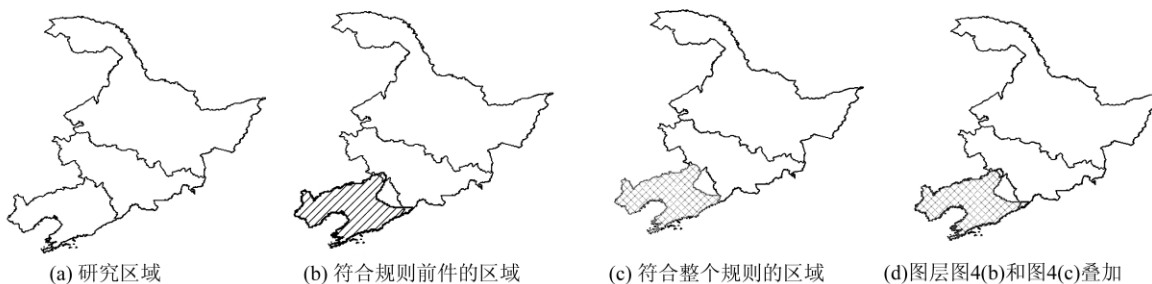 (a) 研究区域
(b) 符合规则前件的区域
(c) 符合整个规则的区域
(d)图层图4(b)和图4(c)叠加